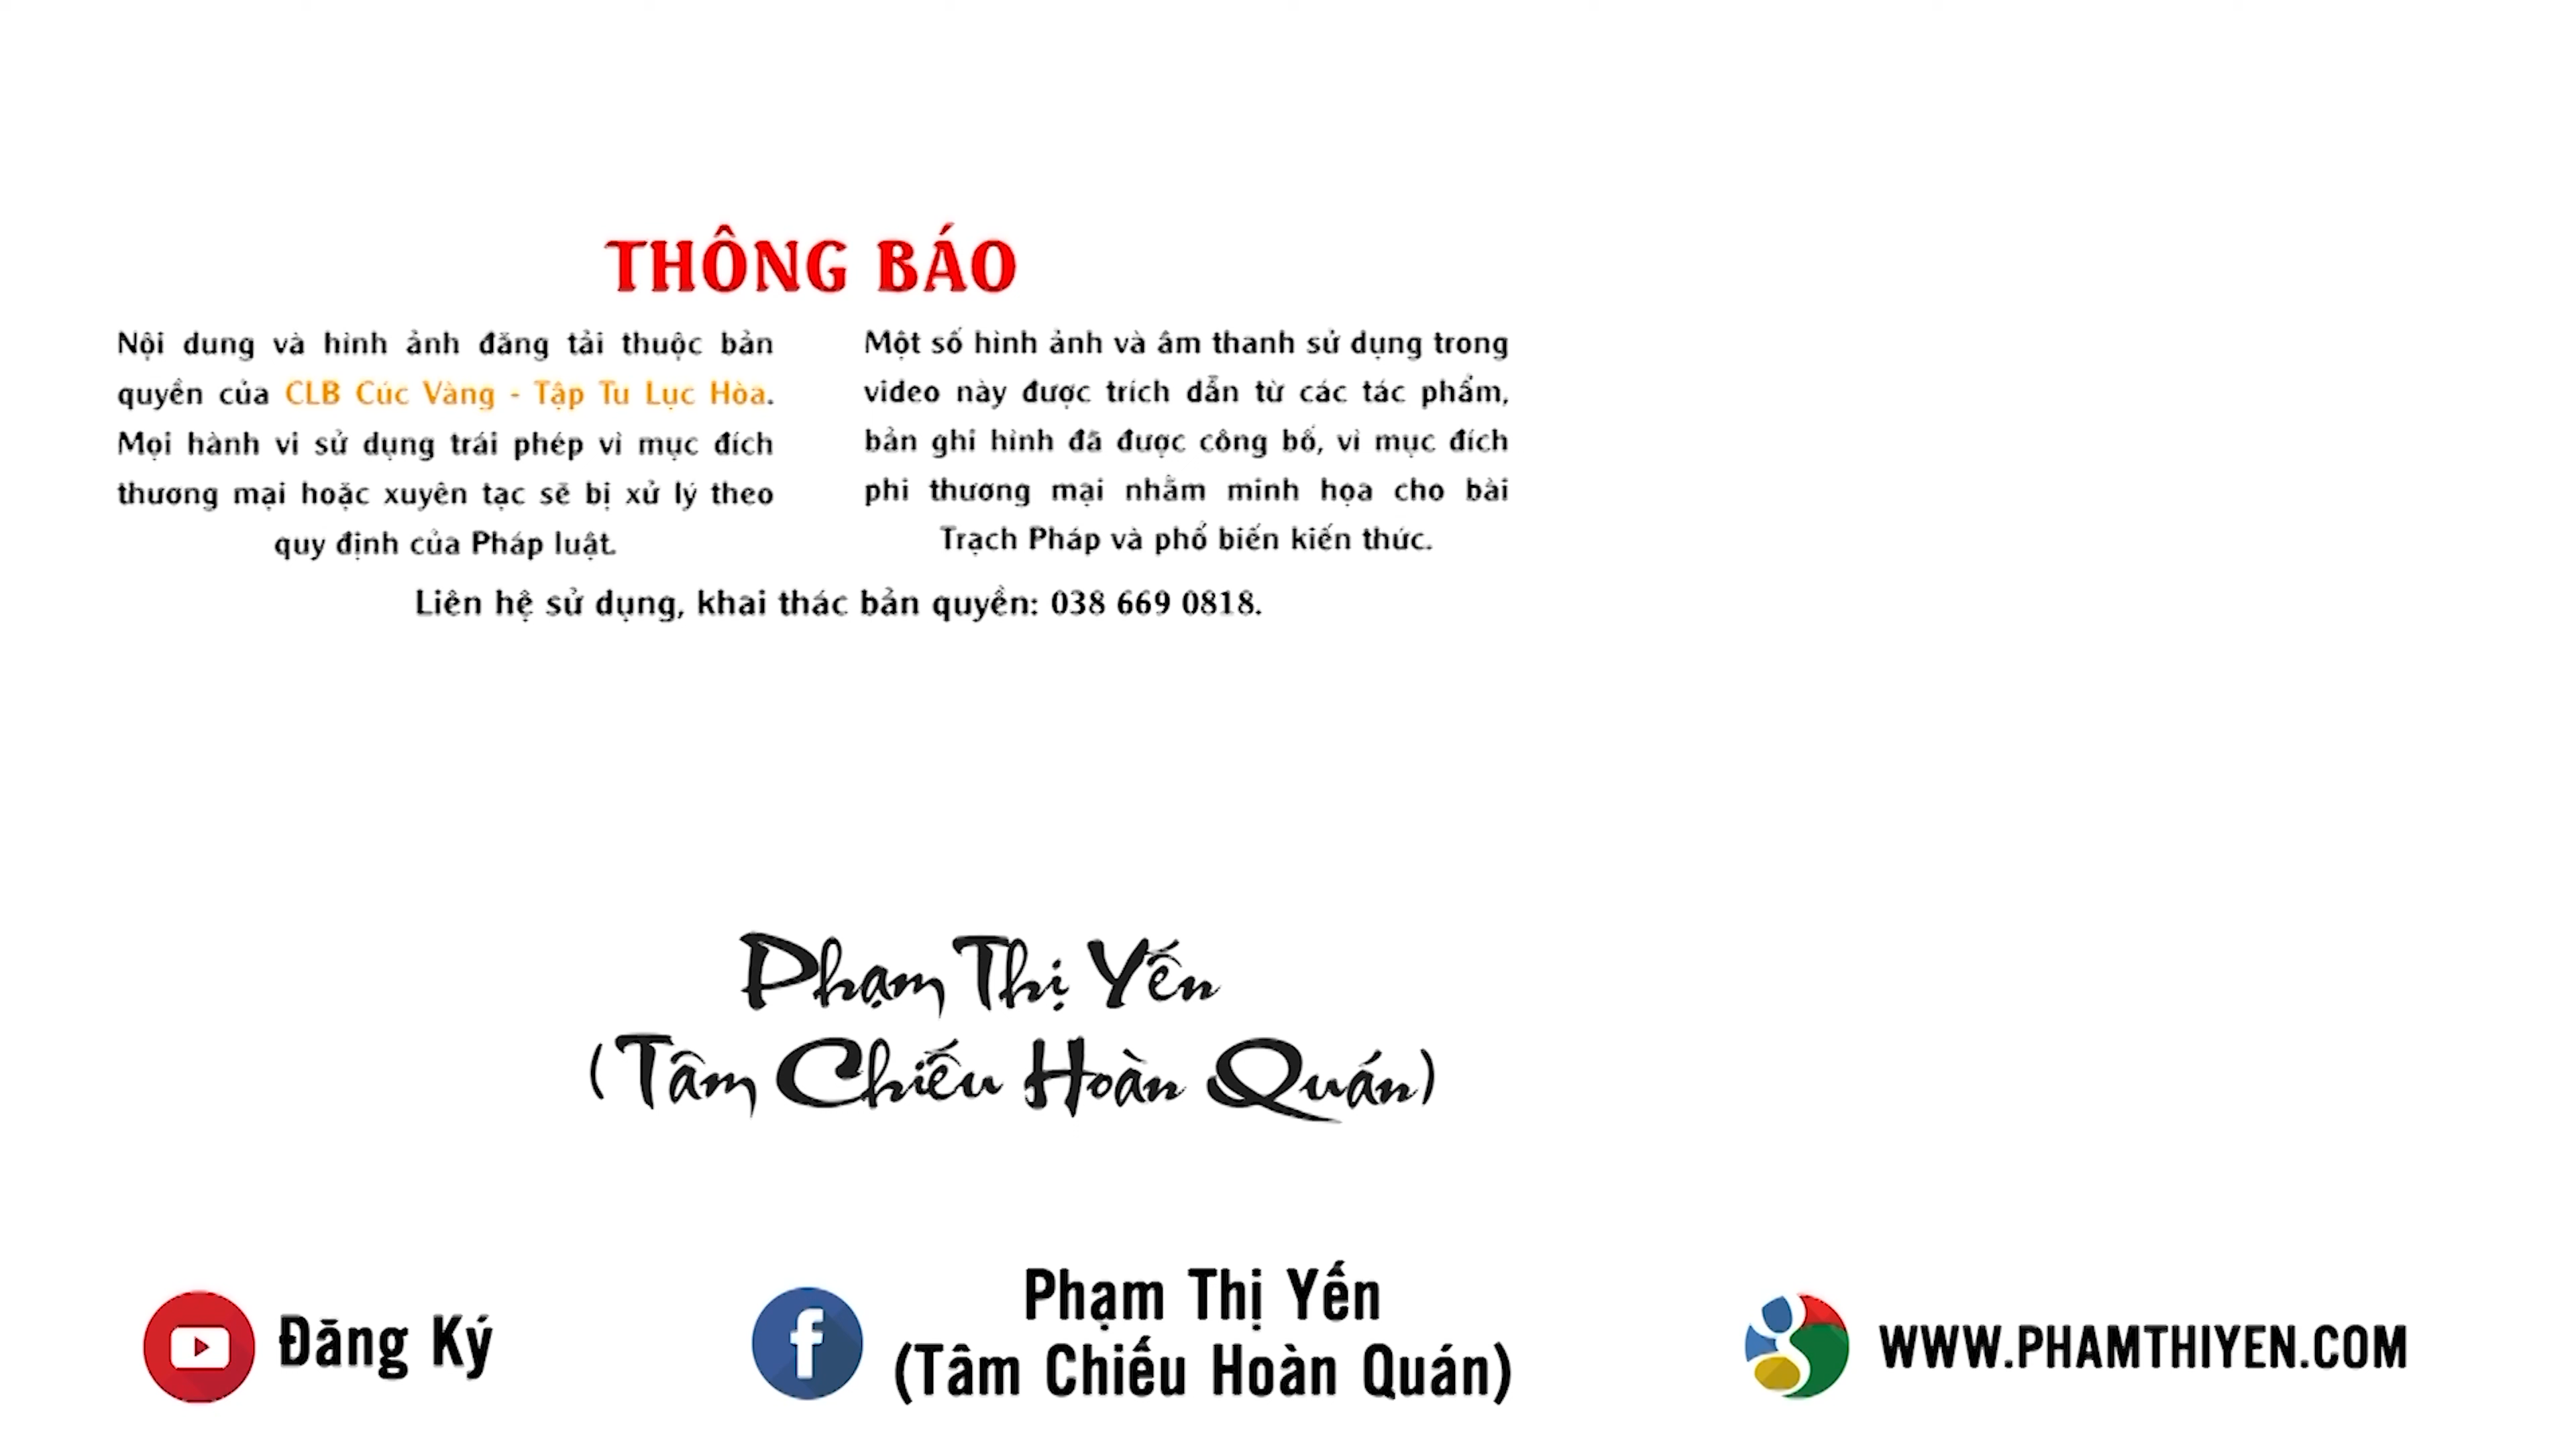 THÔNG BÁO
Nội dung và hình ảnh đăng tải thuộc bản
quyền của CLB Cúc Vàng - Tập Tu Lục Hòa.
Mọi hành vi sử dụng trái phép vì mục đích
thương mại hoặc xuyên tạc sẽ bị xử lý theo
quy định của Pháp luật.
Một số hình ảnh và âm thanh sử dụng trong
video này được trích dẫn từ các tác phẩm,
bản ghi hình đã được công bố, vì mục đích
phi thương mại nhằm minh họa cho bài
Trạch Pháp và phổ biến kiến thức.
Liên hệ sử dụng, khai thác bản quyền: 038 669 0818.
Phạm Thị Yến
(Tâm Chiếu Hoàn Quán)
Đăng Ký
Phạm Thị Yến
(Tâm Chiếu Hoàn Quán)
WWW.PHAMTHIYEN.COM